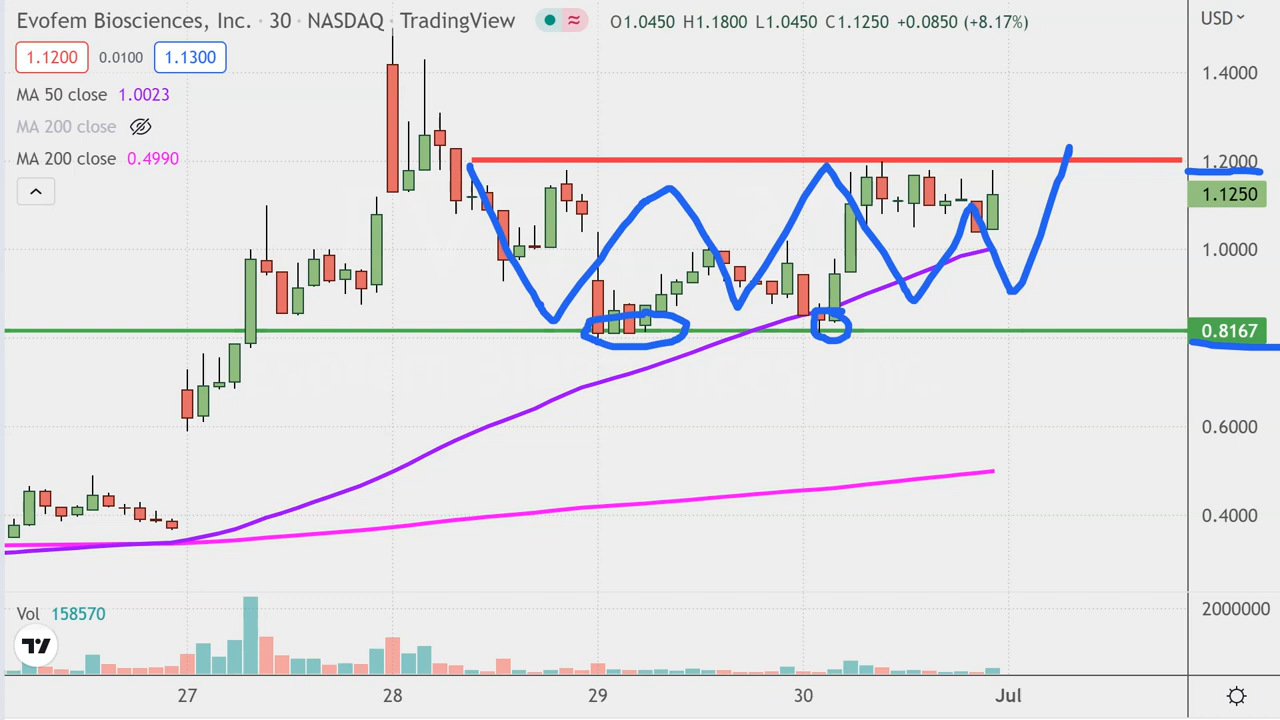 Evofem Biosciences, Inc. · 30 · NASDAQ · TradingView
O1.0450 H1.1800 L1.0450 C1.1250 +0.0850 (+8.17%)
USD
1.1200 0.0100 1.1300
MA 50 close 1.0023
MA 200 close
MA 200 close 0.4990
1.4000
1.2000
1.1250
1.0000
0.8167
0.6000
0.4000
Vol 158570
2000000
27 28 29 30 Jul